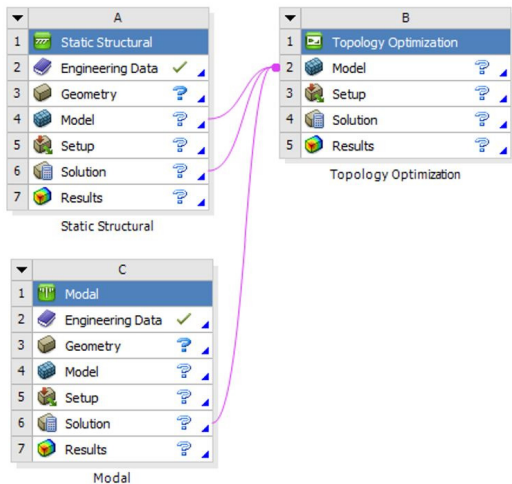 A
1 Static Structural
2 Engineering Data
3 Geometry
4 Model
5 Setup
6 Solution
7 Results
Static Structural
B
1 Topology Optimization
2 Model
3 Setup
4 Solution
5 Results
Topology Optimization
C
1 Modal
2 Engineering Data
3 Geometry
4 Model
5 Setup
6 Solution
7 Results
Modal